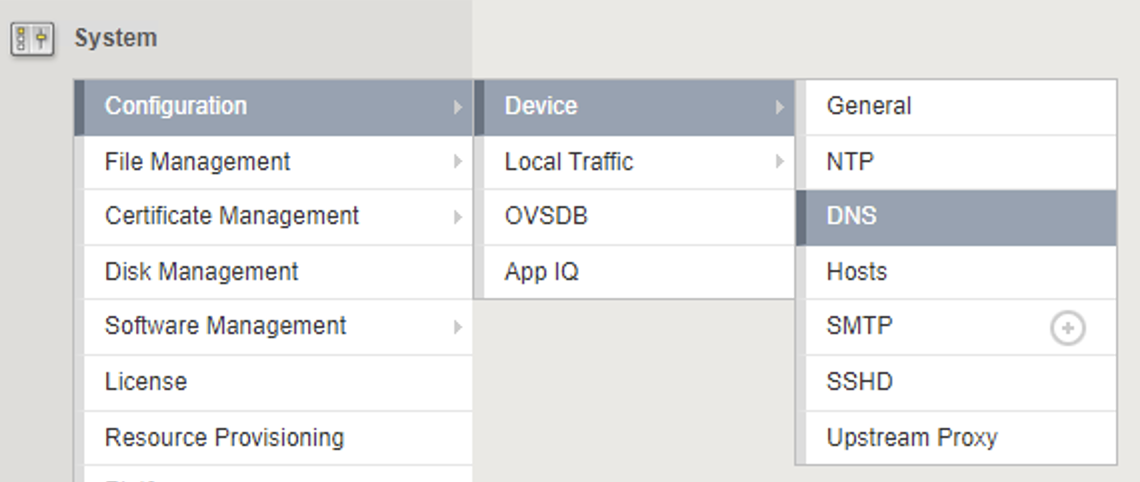 System
Configuration
File Management
Certificate Management
Disk Management
Software Management
License
Resource Provisioning
Device
Local Traffic
OVSDB
App IQ
General
NTP
DNS
Hosts
SMTP
SSHD
Upstream Proxy